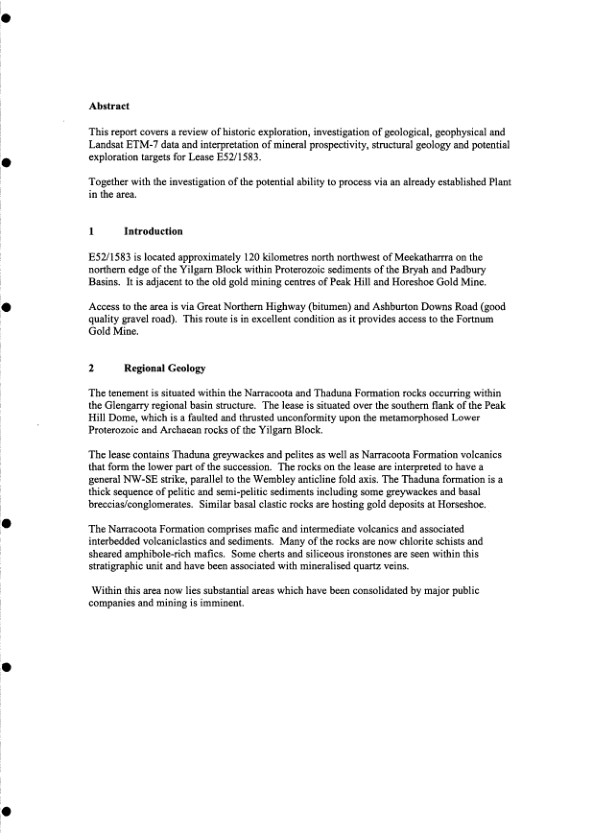 Abstract
This report covers a review of historic exploration, investigation of geological, geophysical and
Landsat ETM-7 data and interpretation of mineral prospectivity, structural geology and potential
exploration targets for Lease E52/1583.
Together with the investigation of the potential ability to process via an already established Plant
in the area.
1 Introduction
E52/1583 is located approximately 120 kilometres north northwest of Meekatharrra on the
northern edge of the Yilgarn Block within Proterozoic sediments of the Bryah and Padbury
Basins. It is adjacent to the old gold mining centres of Peak Hill and Horeshoe Gold Mine.
Access to the area is via Great Northern Highway (bitumen) and Ashburton Downs Road (good
quality gravel road). This route is in excellent condition as it provides access to the Fortnum
Gold Mine.
2 Regional Geology
The tenement is situated within the Narracoota and Thaduna Formation rocks occurring within
the Glengarry regional basin structure. The lease is situated over the southern flank of the Peak
Hill Dome, which is a faulted and thrusted unconformity upon the metamorphosed Lower
Proterozoic and Archaean rocks of the Yilgarn Block.
The lease contains Thaduna greywackes and pelites as well as Narracoota Formation volcanics
that form the lower part of the succession. The rocks on the lease are interpreted to have a
general NW-SE strike, parallel to the Wembley anticline fold axis. The Thaduna formation is a
thick sequence of pelitic and semi-pelitic sediments including some greywackes and basal
breccias/conglomerates. Similar basal clastic rocks are hosting gold deposits at Horseshoe.
The Narracoota Formation comprises mafic and intermediate volcanics and associated
interbedded volcaniclastics and sediments. Many of the rocks are now chlorite schists and
sheared amphibole-rich mafics. Some cherts and siliceous ironstones are seen within this
stratigraphic unit and have been associated with mineralised quartz veins.
Within this area now lies substantial areas which have been consolidated by major public
companies and mining is imminent.